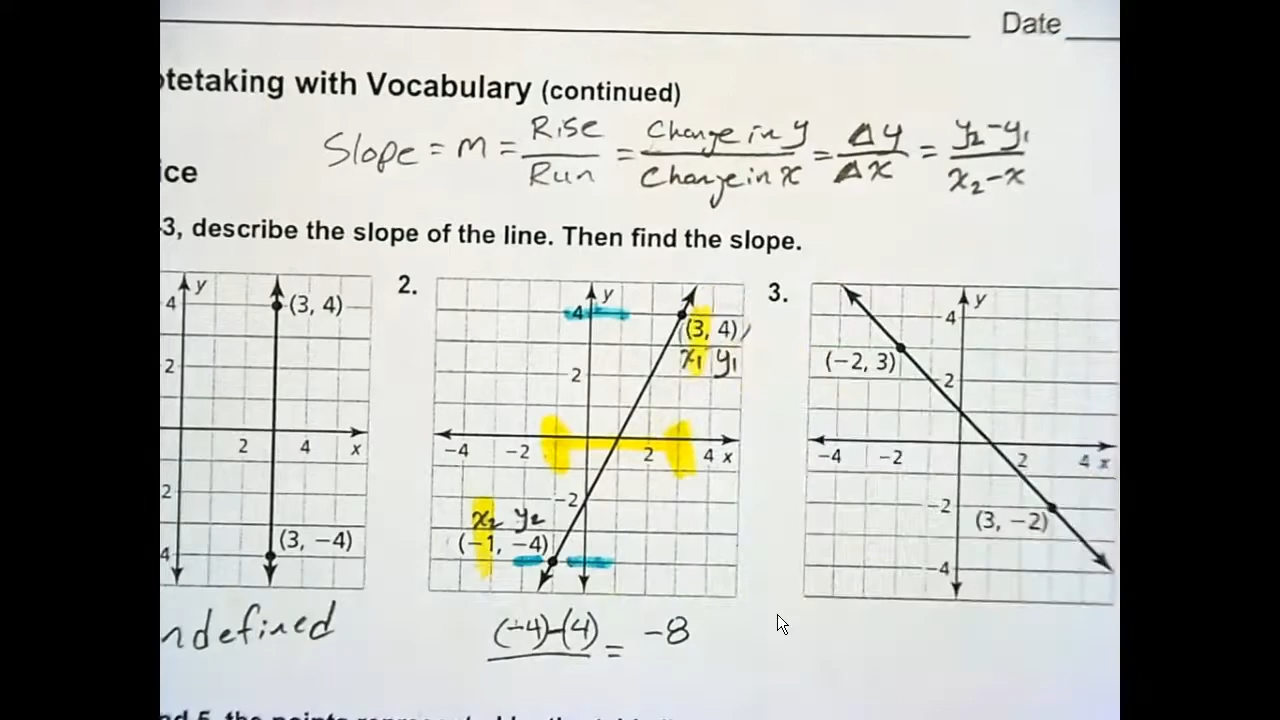 Date
otetaking with Vocabulary (continued)
Slope = m = Rise/Run = Change in y/Change in x = Δy/Δx = y₂-y₁/x₂-x
ice
3, describe the slope of the line. Then find the slope.
y
4
(3, 4)
2
2 4 x
2
(3, −4)
4
ndefined
2.
y
4
(3, 4)
x₁ y₁
2
−4 −2 2 4 x
−2
x₂ y₂
(−1, −4)
(-4)-(4) = -8
3.
y
4
(−2, 3)
2
−4 −2 2 4 x
−2
(3, −2)
−4